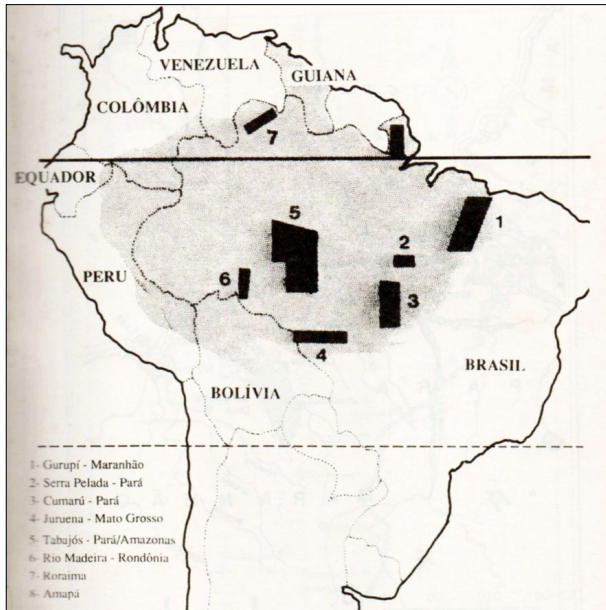 VENEZUELA
GUIANA
COLÔMBIA
7
EQUADOR
1
5
2
6
PERU
3
4
BRASIL
BOLÍVIA
1- Gurupí - Maranhão
2- Serra Pelada - Pará
3- Cumarú - Pará
4- Juruena - Mato Grosso
5- Tabajós - Pará/Amazonas
6- Rio Madeira - Rondônia
7- Roraima
8- Amapá